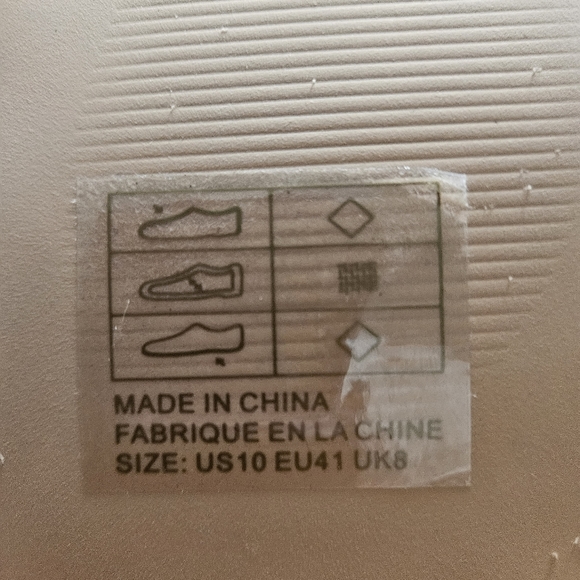 MADE IN CHINA
FABRIQUE EN LA CHINE
SIZE: US10 EU41 UK8